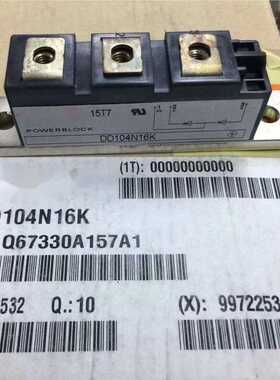 15T7
POWERBLOCK
DD104N16K
(1T): 00000000000
D104N16K
Q67330A157A1
532 Q.: 10 (X): 9972253